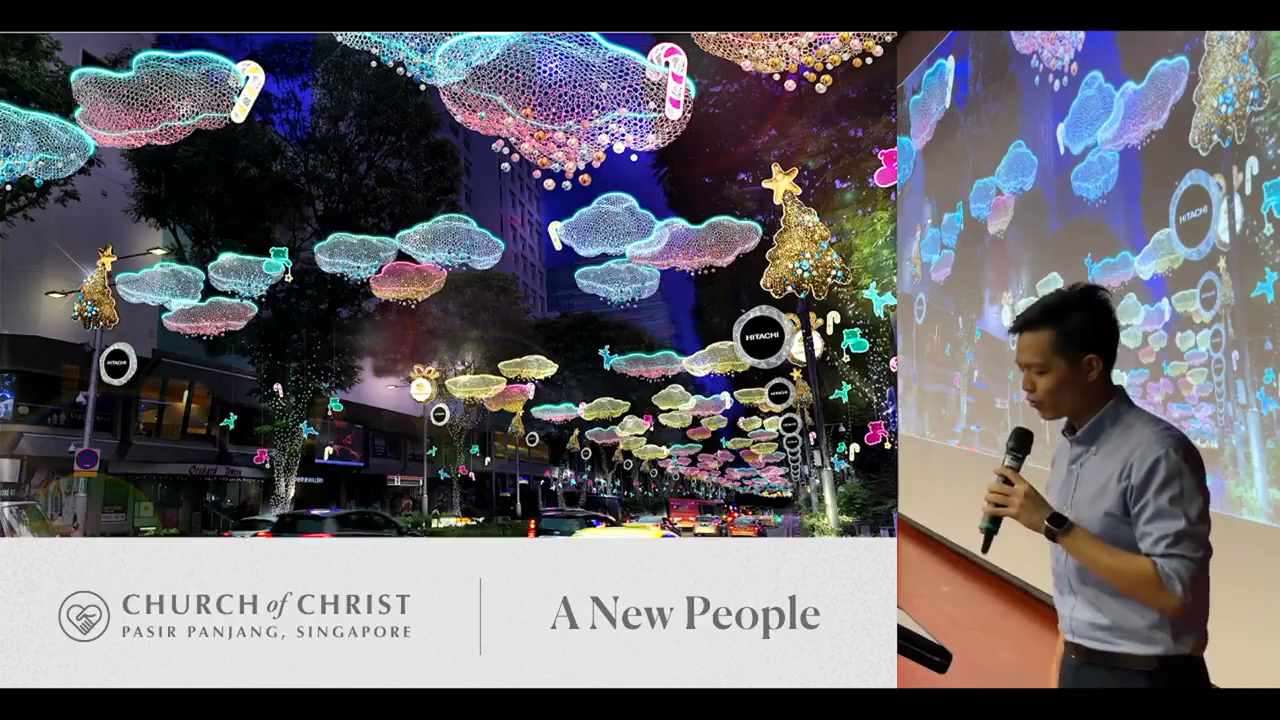 HITACHI
HITACHI
HITACHI
CHURCH of CHRIST
PASIR PANJANG, SINGAPORE
A New People